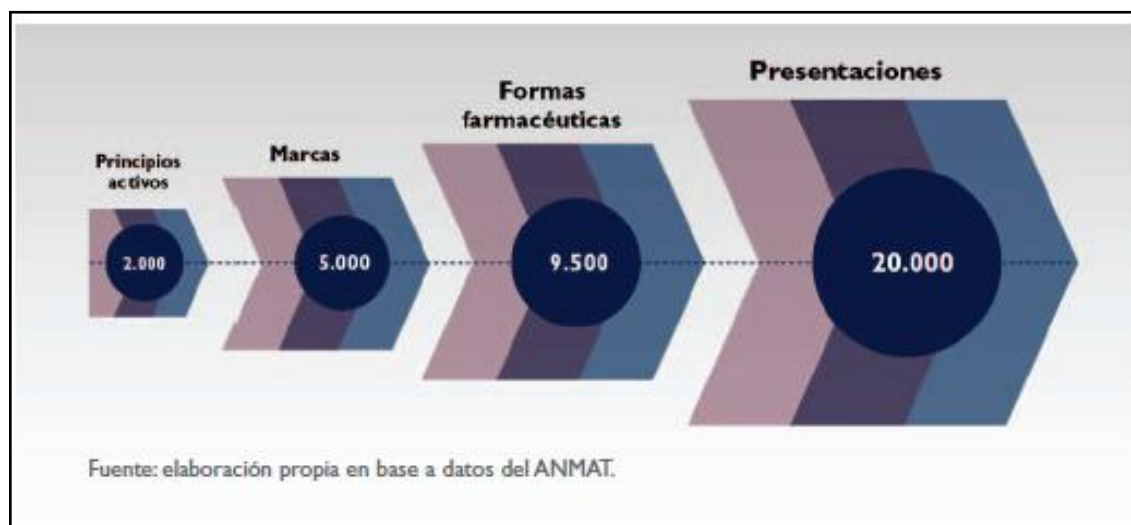 Principios
activos
2.000
Marcas
5.000
Formas
farmacéuticas
9.500
Presentaciones
20.000
Fuente: elaboración propia en base a datos del ANMAT.